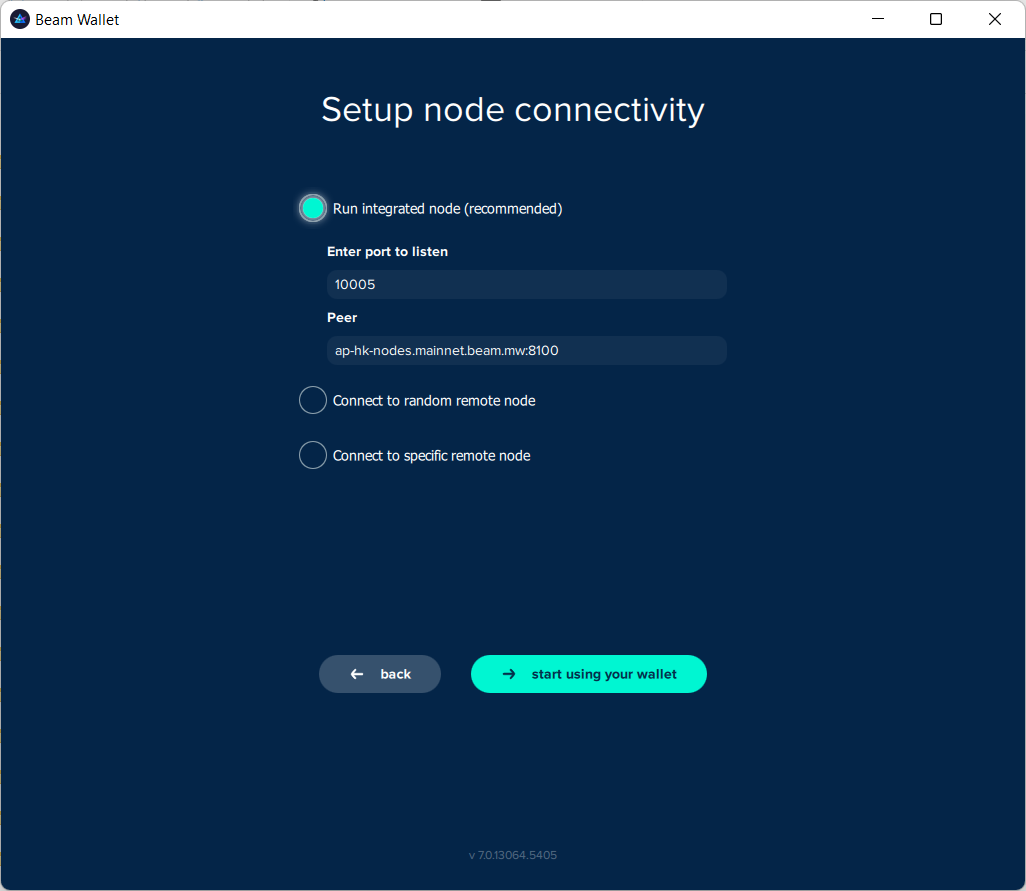 Beam Wallet
Setup node connectivity
Run integrated node (recommended)
Enter port to listen
10005
Peer
ap-hk-nodes.mainnet.beam.mw:8100
Connect to random remote node
Connect to specific remote node
back
start using your wallet
v 7.0.13064.5405